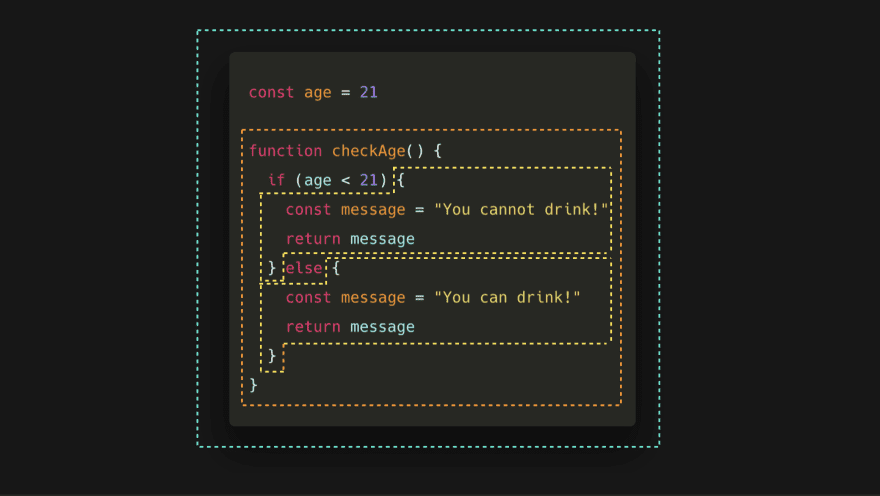 const age = 21
function checkAge() {
if (age < 21) {
const message = "You cannot drink!"
return message
} else {
const message = "You can drink!"
return message
}
}